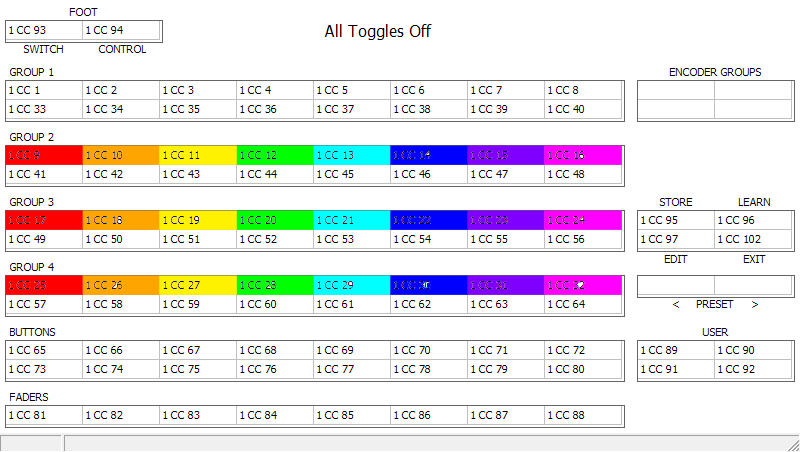 FOOT
1 CC 93 1 CC 94
SWITCH CONTROL
All Toggles Off
GROUP 1
1 CC 1 1 CC 2 1 CC 3 1 CC 4 1 CC 5 1 CC 6 1 CC 7 1 CC 8
1 CC 33 1 CC 34 1 CC 35 1 CC 36 1 CC 37 1 CC 38 1 CC 39 1 CC 40
ENCODER GROUPS
GROUP 2
1 CC 9 1 CC 10 1 CC 11 1 CC 12 1 CC 13 1 CC 14 1 CC 15 1 CC 16
1 CC 41 1 CC 42 1 CC 43 1 CC 44 1 CC 45 1 CC 46 1 CC 47 1 CC 48
GROUP 3
1 CC 17 1 CC 18 1 CC 19 1 CC 20 1 CC 21 1 CC 22 1 CC 23 1 CC 24
1 CC 49 1 CC 50 1 CC 51 1 CC 52 1 CC 53 1 CC 54 1 CC 55 1 CC 56
STORE LEARN
1 CC 95 1 CC 96
1 CC 97 1 CC 102
EDIT EXIT
GROUP 4
1 CC 25 1 CC 26 1 CC 27 1 CC 28 1 CC 29 1 CC 30 1 CC 31 1 CC 32
1 CC 57 1 CC 58 1 CC 59 1 CC 60 1 CC 61 1 CC 62 1 CC 63 1 CC 64
< PRESET >
BUTTONS
1 CC 65 1 CC 66 1 CC 67 1 CC 68 1 CC 69 1 CC 70 1 CC 71 1 CC 72
1 CC 73 1 CC 74 1 CC 75 1 CC 76 1 CC 77 1 CC 78 1 CC 79 1 CC 80
USER
1 CC 89 1 CC 90
1 CC 91 1 CC 92
FADERS
1 CC 81 1 CC 82 1 CC 83 1 CC 84 1 CC 85 1 CC 86 1 CC 87 1 CC 88